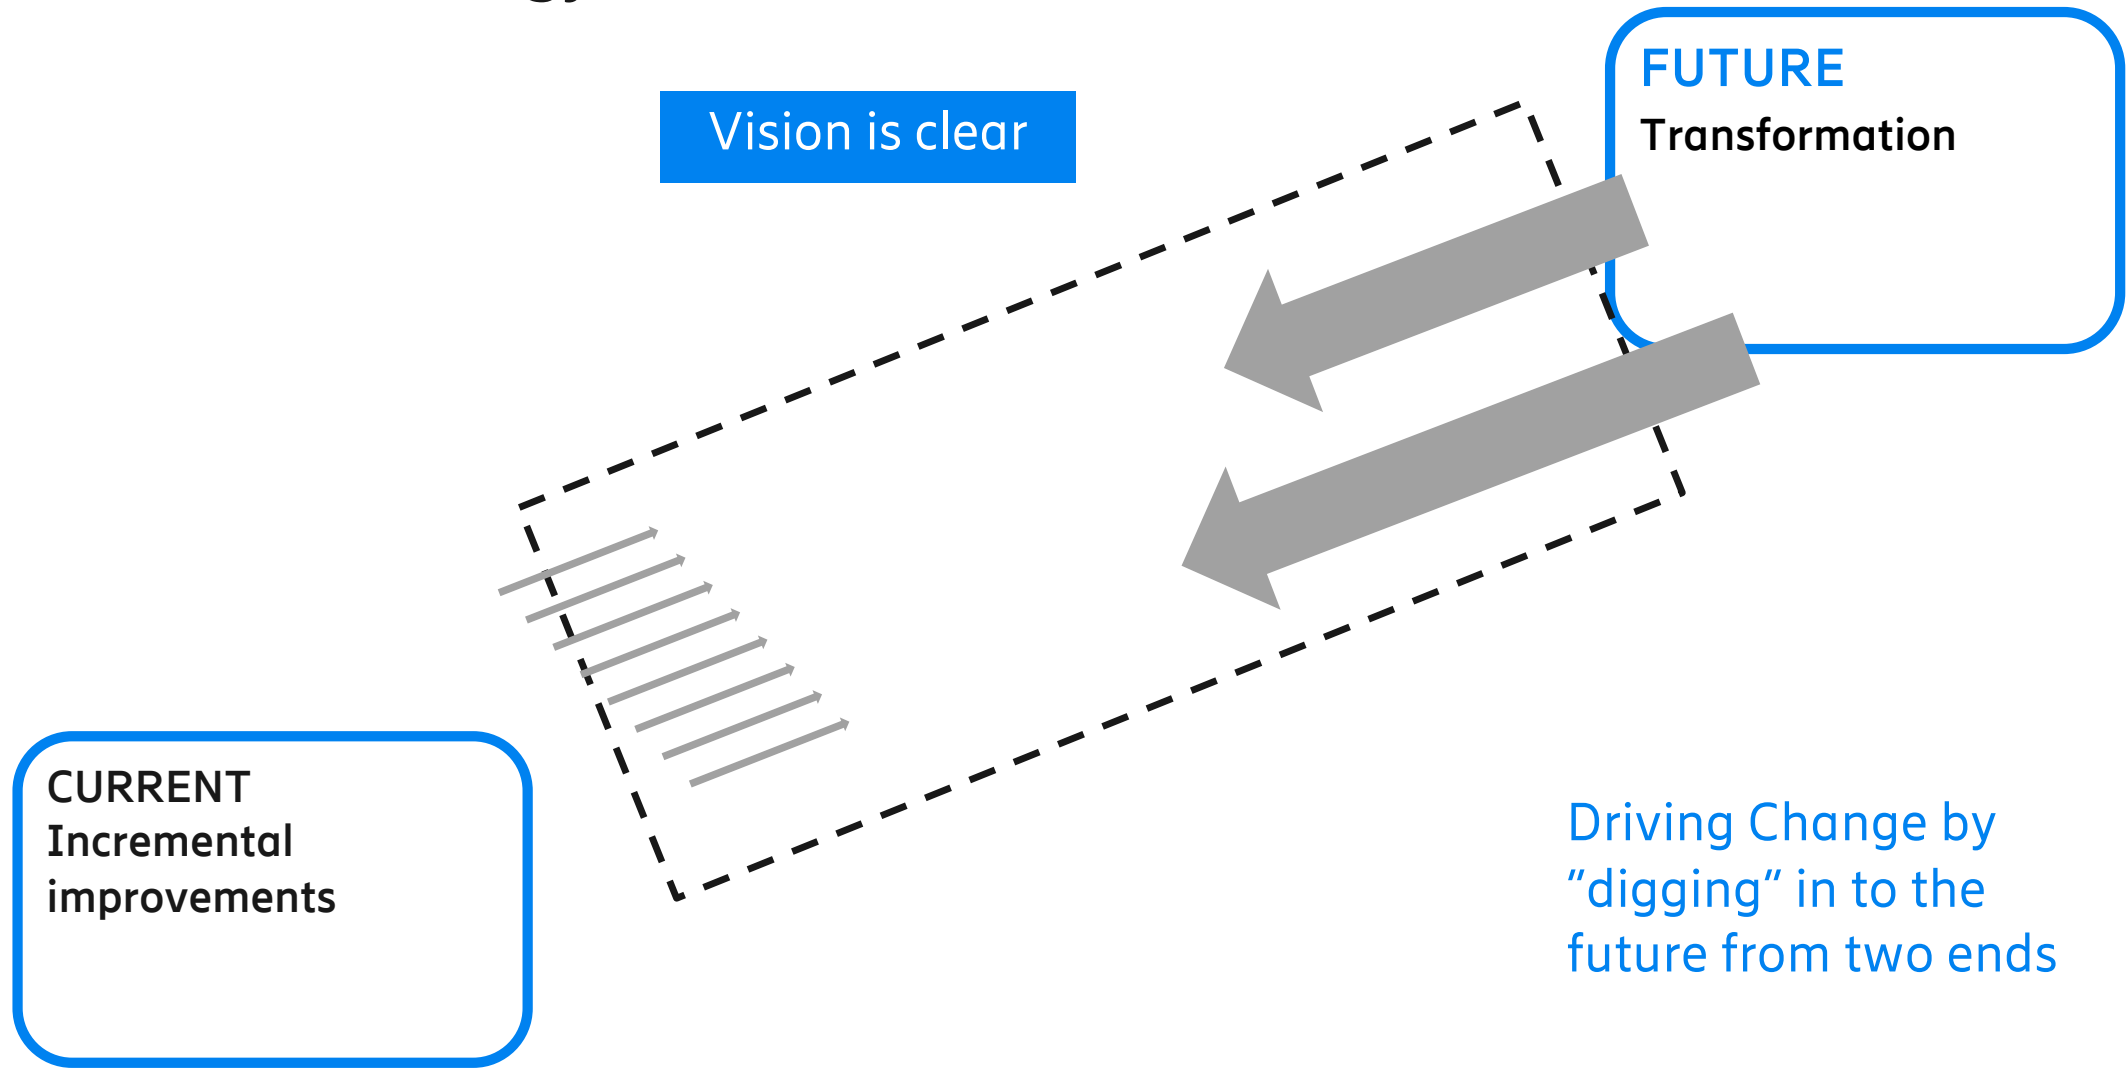 Vision is clear
FUTURE
Transformation
CURRENT
Incremental
improvements
Driving Change by
”digging” in to the
future from two ends